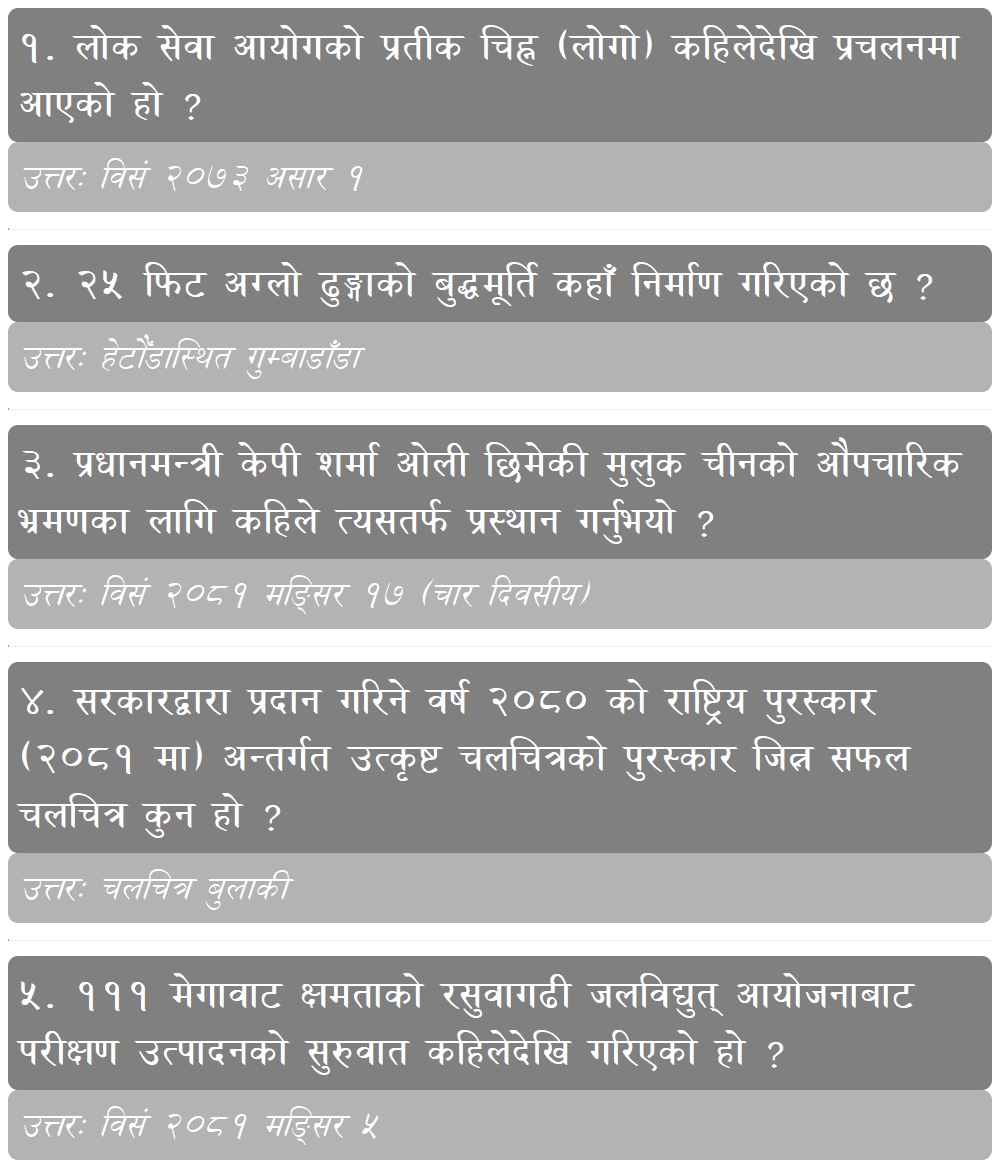 १. लोक सेवा आयोगको प्रतीक चिह्न (लोगो) कहिलेदेखि प्रचलनमा
आएको हो ?
उत्तरः विसं २०७३ असार १
२. २५ फिट अग्लो ढुङ्गाको बुद्धमूर्ति कहाँ निर्माण गरिएको छ ?
उत्तरः हेटौंडास्थित गुम्बाडाँडा
३. प्रधानमन्त्री केपी शर्मा ओली छिमेकी मुलुक चीनको औपचारिक
भ्रमणका लागि कहिले त्यसतर्फ प्रस्थान गर्नुभयो ?
उत्तरः विसं २०८१ मङ्सिर १७ (चार दिवसीय)
४. सरकारद्वारा प्रदान गरिने वर्ष २०८० को राष्ट्रिय पुरस्कार
(२०८१ मा) अन्तर्गत उत्कृष्ट चलचित्रको पुरस्कार जित्न सफल
चलचित्र कुन हो ?
उत्तरः चलचित्र बुलाकी
५. १११ मेगावाट क्षमताको रसुवागढी जलविद्युत् आयोजनाबाट
परीक्षण उत्पादनको सुरुवात कहिलेदेखि गरिएको हो ?
उत्तरः विसं २०८१ मङ्सिर ५